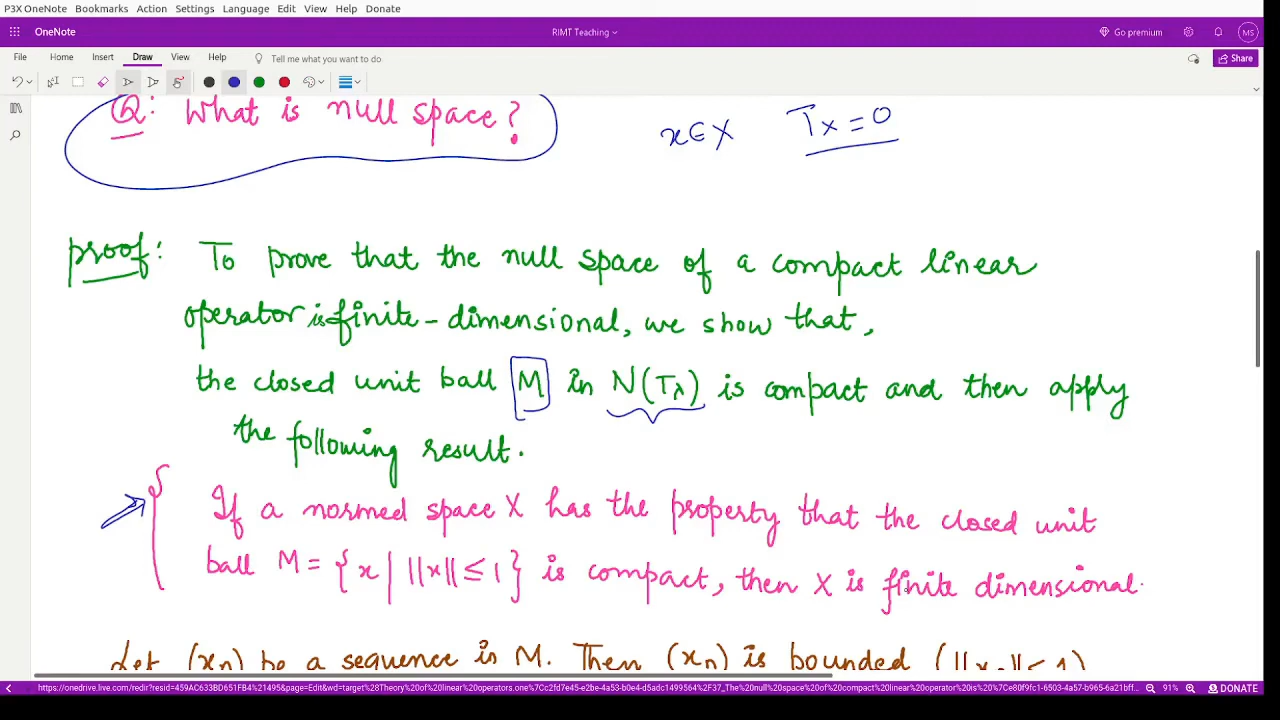 P3X OneNote Bookmarks Action Settings Language Edit View Help Donate
OneNote RIMT Teaching Go premium MS
File Home Insert Draw View Help Tell me what you want to do Share
Q: What is null space?
x∈X Tx=0
proof: To prove that the null space of a compact linear
operator is finite-dimensional, we show that,
the closed unit ball M in N(Tλ) is compact and then apply
the following result.
If a normed space X has the property that the closed unit
ball M = {x | ||x|| ≤ 1} is compact, then X is finite dimensional.
Let (xn) be a sequence in M. Then (xn) is bounded (||xn|| ≤ 1)
91% DONATE